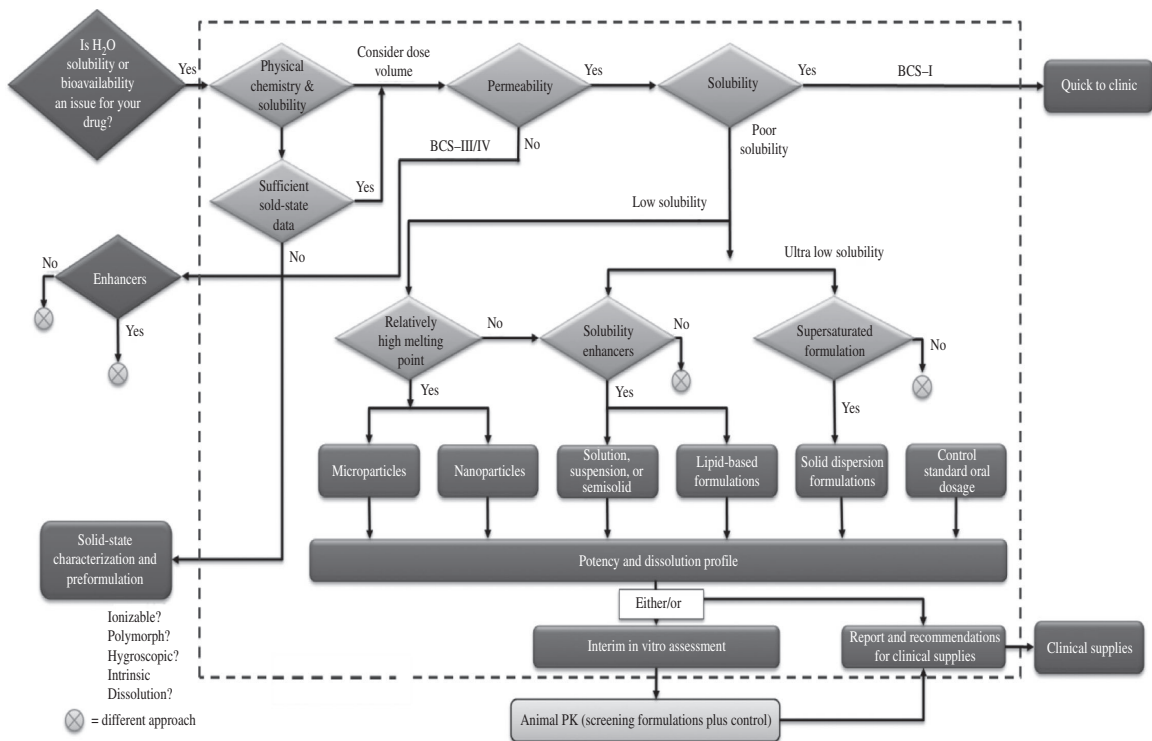 Is H₂O
solubility or
bioavailability
an issue for your
drug?
Yes
Physical
chemistry &
solubility
Consider dose
volume
Permeability
Yes
Solubility
Yes
BCS–I
Quick to clinic
BCS–III/IV
No
Poor
solubility
Sufficient
sold-state
data
Yes
Low solubility
No
Ultra low solubility
No
Enhancers
Yes
Relatively
high melting
point
No
Solubility
enhancers
No
Supersaturated
formulation
No
Yes
Yes
Yes
Microparticles
Nanoparticles
Solution,
suspension, or
semisolid
Lipid-based
formulations
Solid dispersion
formulations
Control
standard oral
dosage
Solid-state
characterization and
preformulation
Potency and dissolution profile
Either/or
Ionizable?
Polymorph?
Hygroscopic?
Intrinsic
Dissolution?
Interim in vitro assessment
Report and recommendations
for clinical supplies
Clinical supplies
= different approach
Animal PK (screening formulations plus control)